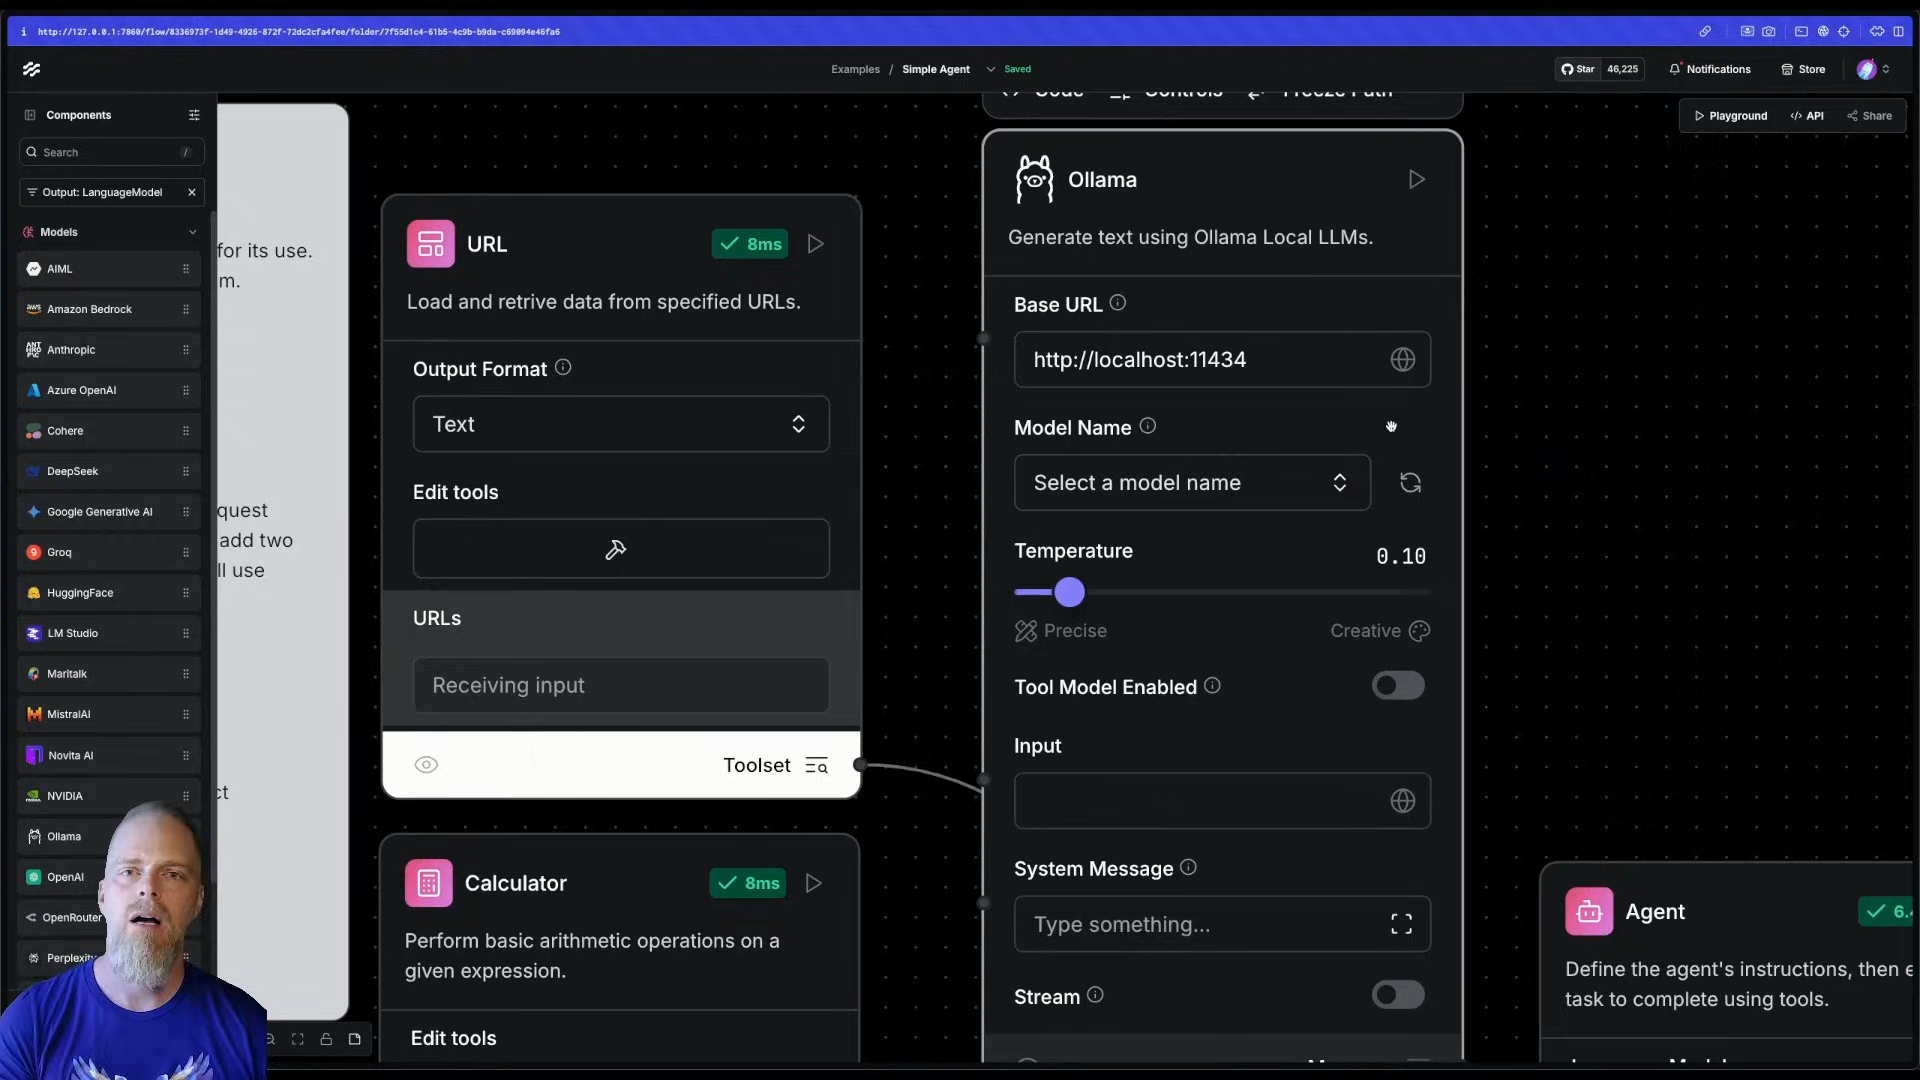 http://127.0.0.1:7860/flow/8336973f-1d49-4926-872f-72dc2cfa4fee/folder/7f55d1c4-61b5-4c9b-b9da-c69094e46fa6
Examples / Simple Agent Saved
Star 46,225 Notifications Store
Components
Search /
Output: LanguageModel
Models
AIML
Amazon Bedrock
Anthropic
Azure OpenAI
Cohere
DeepSeek
Google Generative AI
Groq
HuggingFace
LM Studio
Maritalk
MistralAI
Novita AI
NVIDIA
Ollama
OpenAI
OpenRouter
Perplexity
for its use.
m.
quest
add two
ll use
ct
URL
8ms
Load and retrive data from specified URLs.
Output Format
Text
Edit tools
URLs
Receiving input
Toolset
Calculator
8ms
Perform basic arithmetic operations on a
given expression.
Edit tools
Code Controls Freeze Path
Ollama
Generate text using Ollama Local LLMs.
Base URL
http://localhost:11434
Model Name
Select a model name
Temperature
0.10
Precise Creative
Tool Model Enabled
Input
System Message
Type something...
Stream
Playground API Share
Agent
6.
Define the agent's instructions, then e
task to complete using tools.